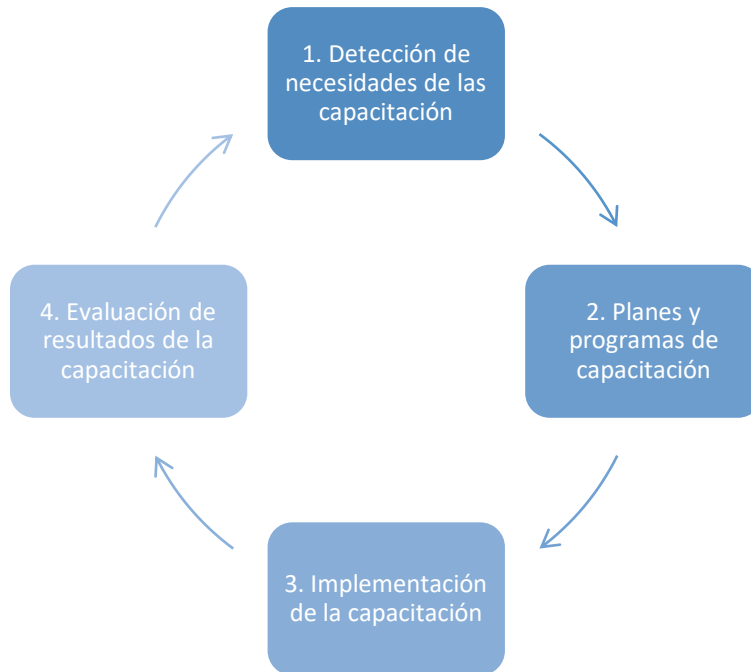 1. Detección de
necesidades de las
capacitación
2. Planes y
programas de
capacitación
3. Implementación
de la capacitación
4. Evaluación de
resultados de la
capacitación